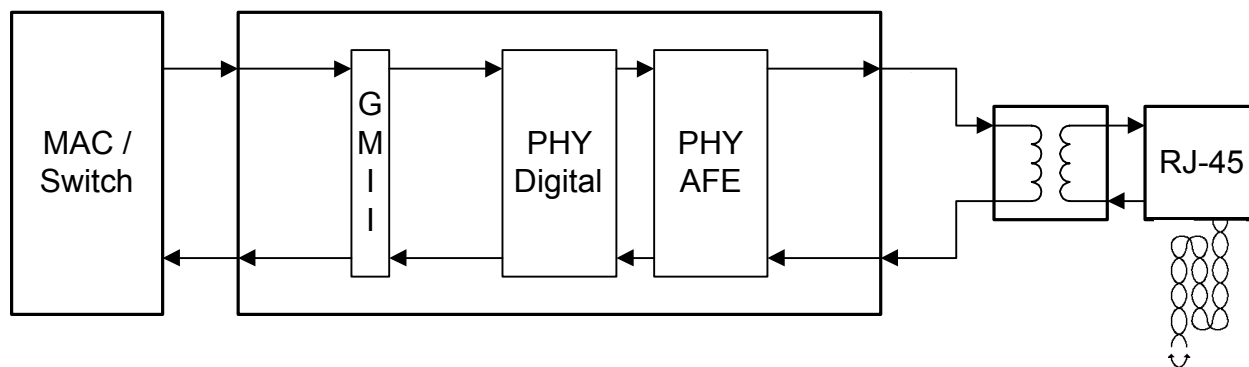 MAC /
Switch
G
M
I
I
PHY
Digital
PHY
AFE
RJ-45